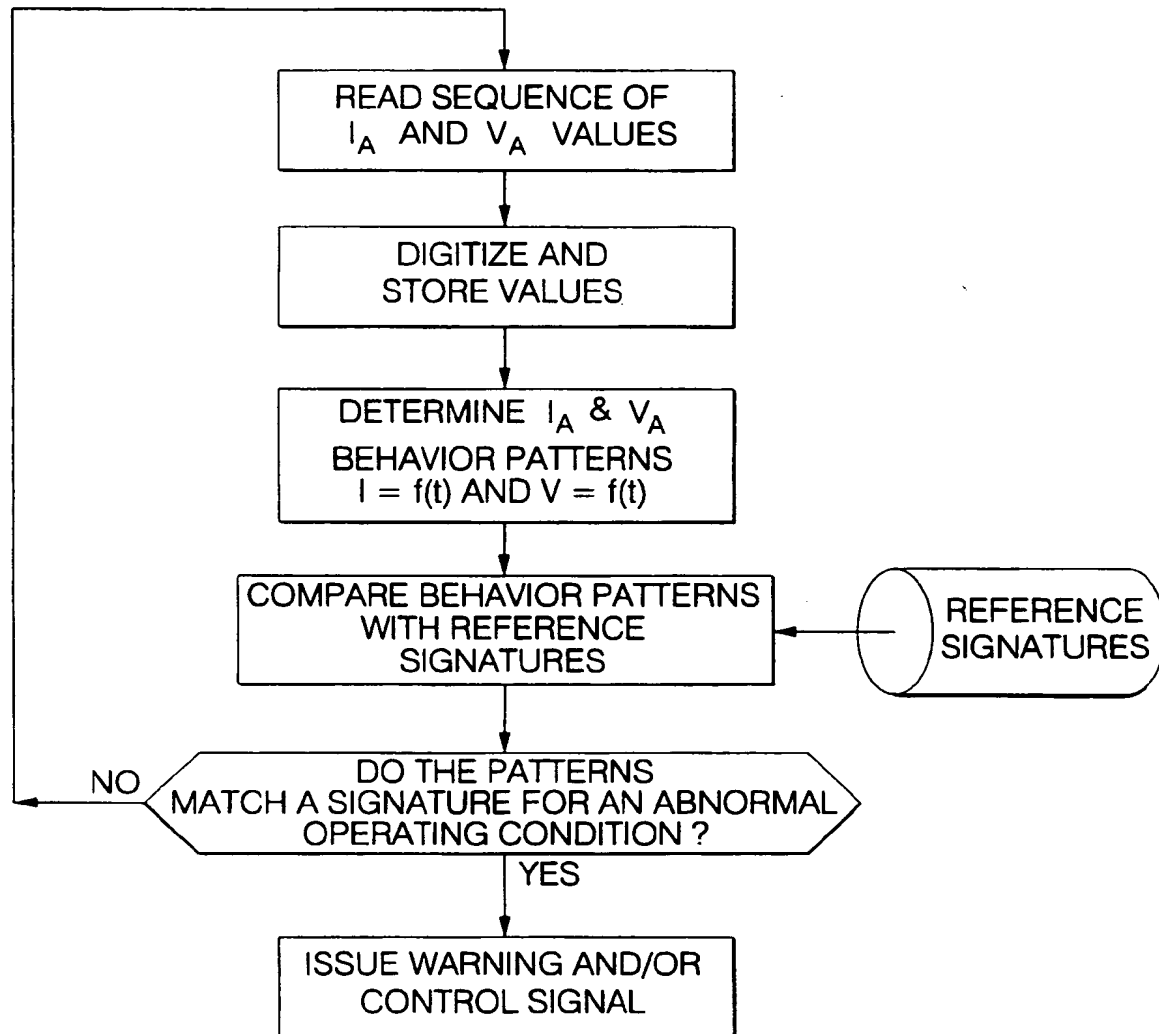 READ SEQUENCE OF
I_A AND V_A VALUES
DIGITIZE AND
STORE VALUES
DETERMINE I_A & V_A
BEHAVIOR PATTERNS
I = f(t) AND V = f(t)
COMPARE BEHAVIOR PATTERNS
WITH REFERENCE
SIGNATURES
REFERENCE
SIGNATURES
NO
DO THE PATTERNS
MATCH A SIGNATURE FOR AN ABNORMAL
OPERATING CONDITION ?
YES
ISSUE WARNING AND/OR
CONTROL SIGNAL